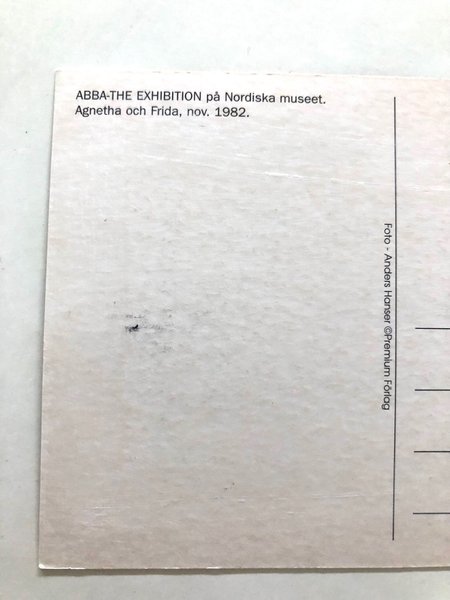 ABBA-THE EXHIBITION på Nordiska museet.
Agnetha och Frida, nov. 1982.
Foto - Anders Hanser ©Premium Förlag